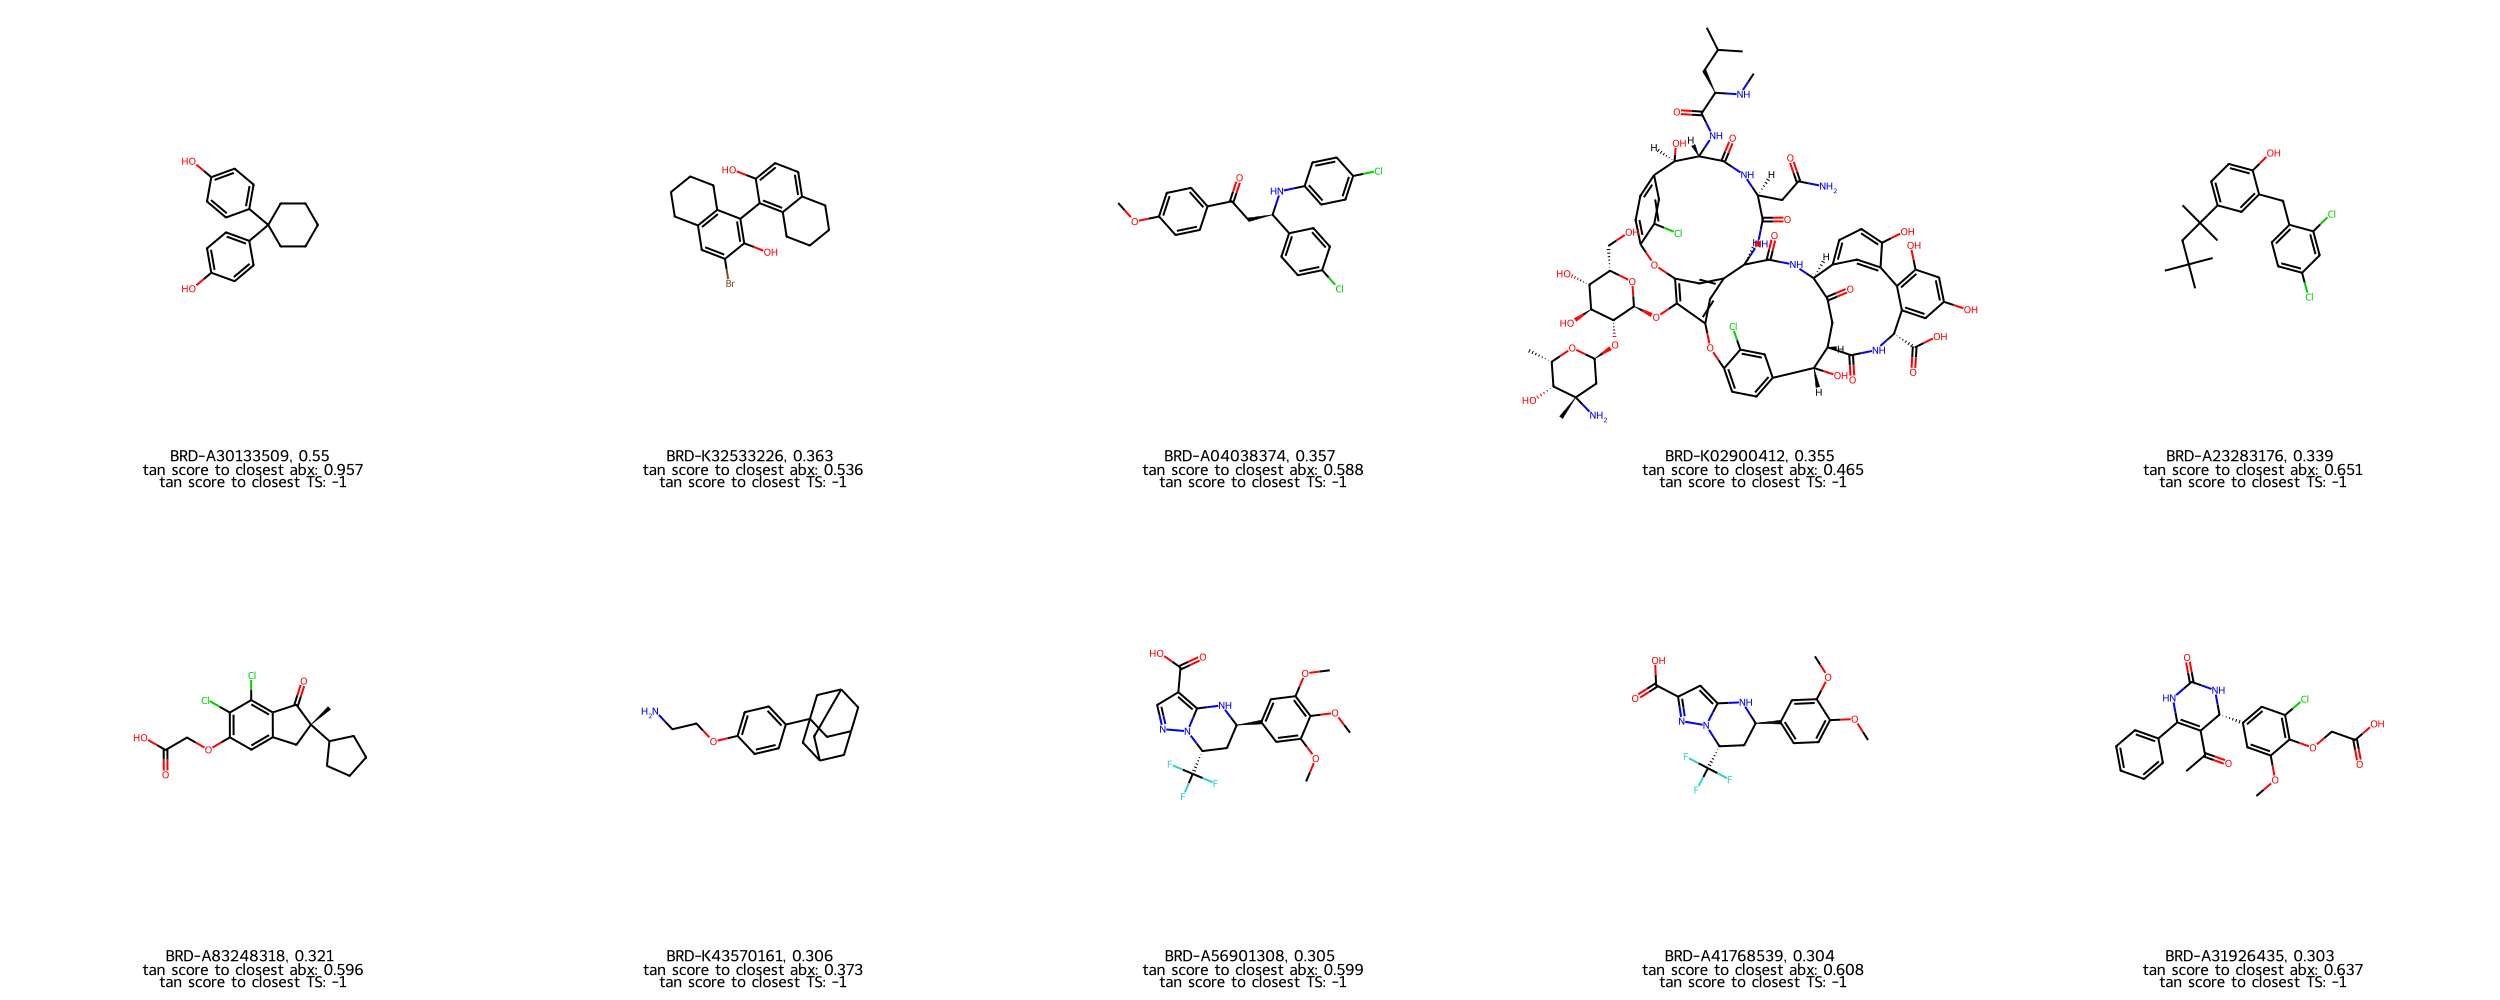 BRD-A30133509, 0.55
tan score to closest abx: 0.957
tan score to closest TS: -1
BRD-K32533226, 0.363
tan score to closest abx: 0.536
tan score to closest TS: -1
BRD-A04038374, 0.357
tan score to closest abx: 0.588
tan score to closest TS: -1
BRD-K02900412, 0.355
tan score to closest abx: 0.465
tan score to closest TS: -1
BRD-A23283176, 0.339
tan score to closest abx: 0.651
tan score to closest TS: -1
BRD-A83248318, 0.321
tan score to closest abx: 0.596
tan score to closest TS: -1
BRD-K43570161, 0.306
tan score to closest abx: 0.373
tan score to closest TS: -1
BRD-A56901308, 0.305
tan score to closest abx: 0.599
tan score to closest TS: -1
BRD-A41768539, 0.304
tan score to closest abx: 0.608
tan score to closest TS: -1
BRD-A31926435, 0.303
tan score to closest abx: 0.637
tan score to closest TS: -1